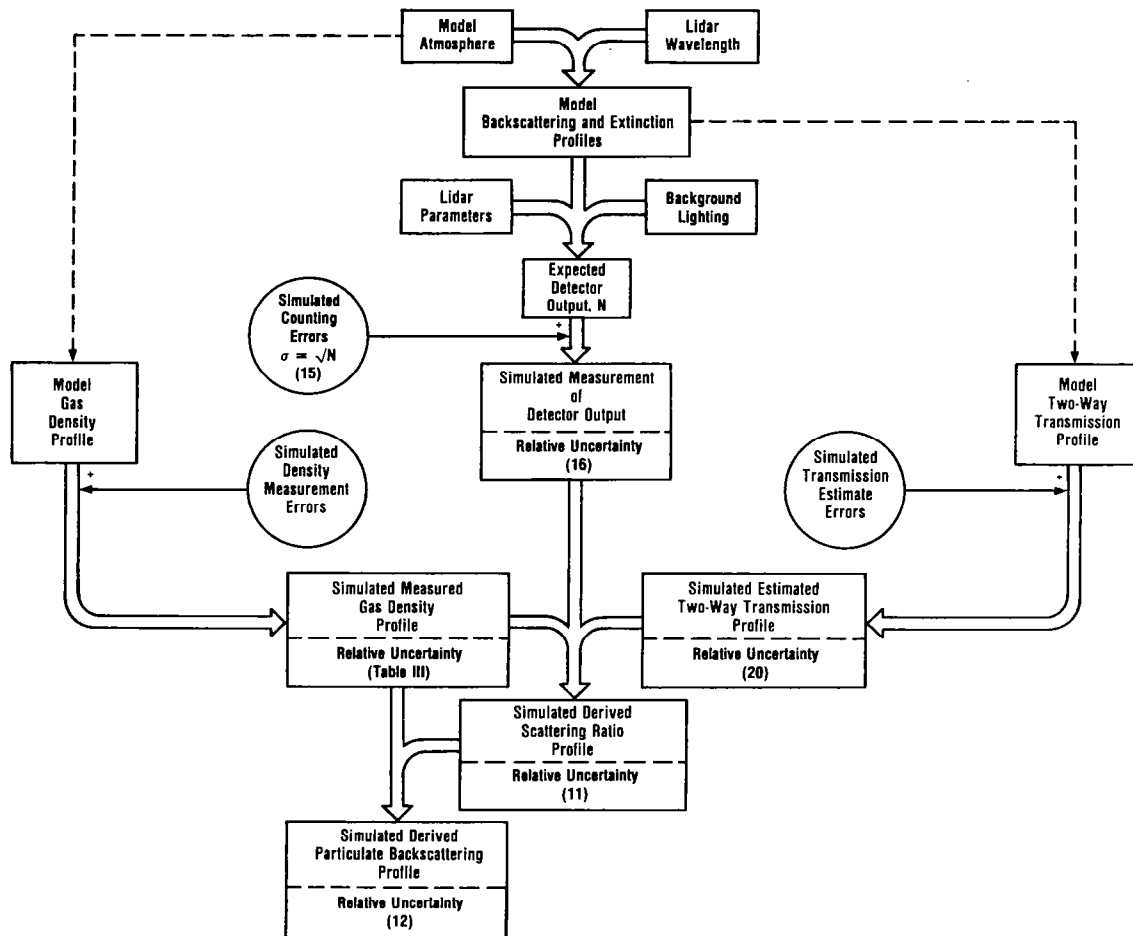 Model
Atmosphere
Lidar
Wavelength
Model
Backscattering and Extinction
Profiles
Lidar
Parameters
Background
Lighting
Expected
Detector
Output, N
Simulated
Counting
Errors
σ = √N
(15)
+
Simulated Measurement
of
Detector Output
Relative Uncertainty
(16)
Model
Gas
Density
Profile
Model
Two-Way
Transmission
Profile
+
Simulated
Density
Measurement
Errors
Simulated
Transmission
Estimate
Errors
+
Simulated Measured
Gas Density
Profile
Relative Uncertainty
(Table III)
Simulated Estimated
Two-Way Transmission
Profile
Relative Uncertainty
(20)
Simulated Derived
Scattering Ratio
Profile
Relative Uncertainty
(11)
Simulated Derived
Particulate Backscattering
Profile
Relative Uncertainty
(12)